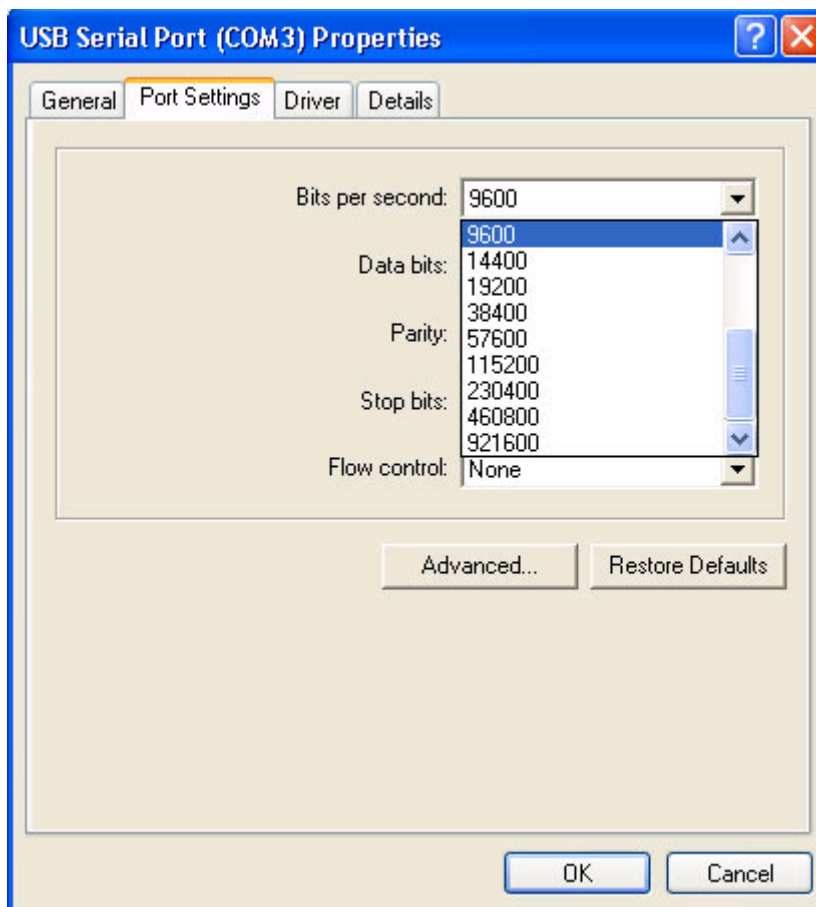 USB Serial Port (COM3) Properties
General Port Settings Driver Details
Bits per second: 9600
9600
14400
19200
38400
57600
115200
230400
460800
921600
Data bits:
Parity:
Stop bits:
Flow control: None
Advanced... Restore Defaults
OK Cancel